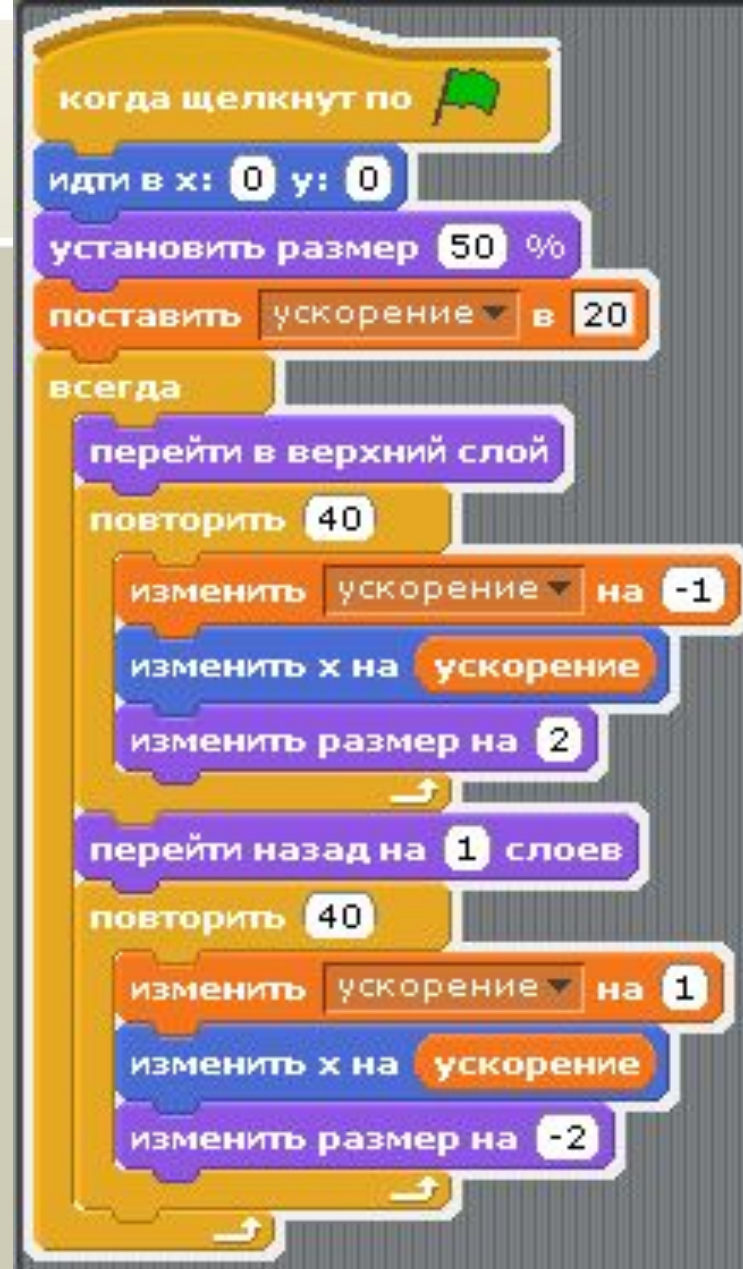 когда щелкнут по
идти в x: 0 y: 0
установить размер 50 %
поставить ускорение в 20
всегда
перейти в верхний слой
повторить 40
изменить ускорение на -1
изменить х на ускорение
изменить размер на 2
перейти назад на 1 слоев
повторить 40
изменить ускорение на 1
изменить х на ускорение
изменить размер на -2